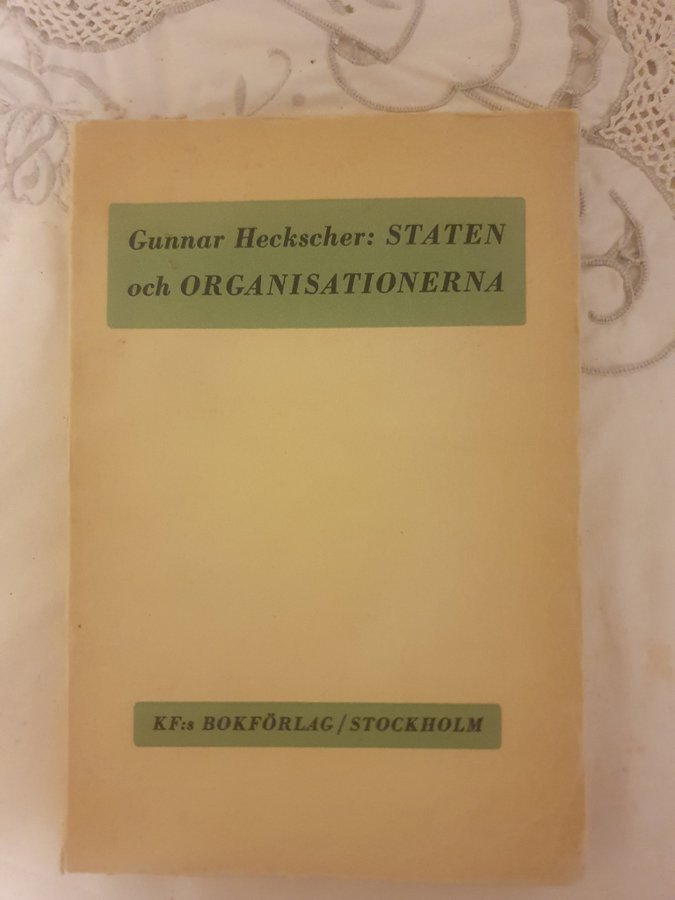 Gunnar Heckscher: STATEN
och ORGANISATIONERNA
KF:s BOKFÖRLAG / STOCKHOLM